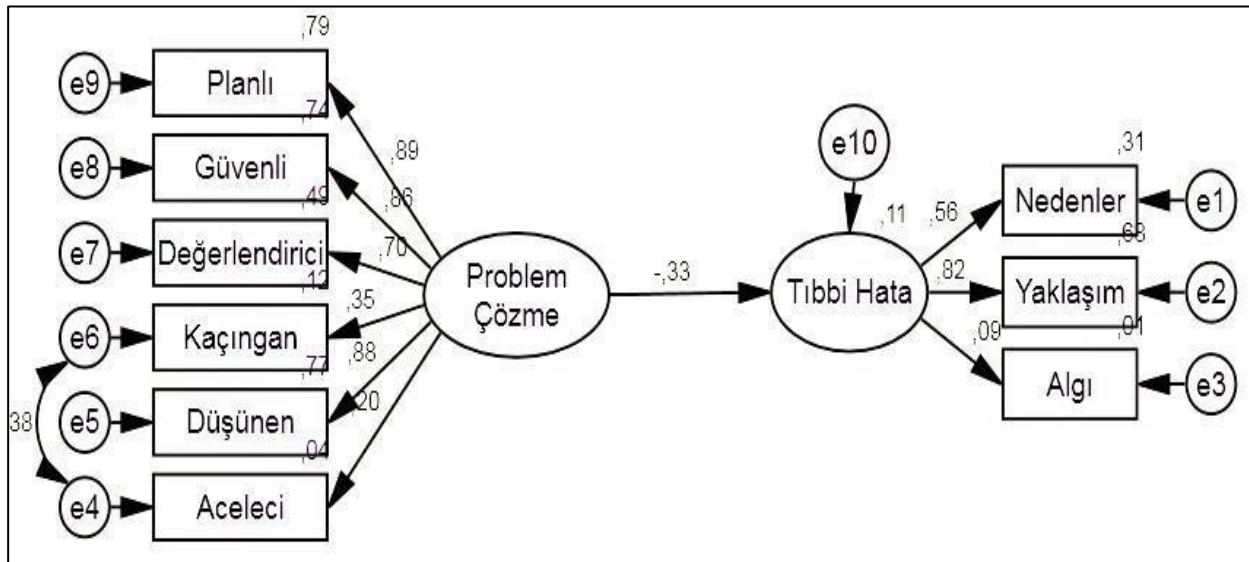 ,79
e9
Planlı
,74
e8
Güvenli
,49
e7
Değerlendirici
,12
e6
Kaçıngan
,77
e5
Düşünen
,04
e4
Aceleci
38
,89
,86
,70
,35
,88
,20
Problem
Çözme
-,33
e10
,11
Tıbbi Hata
,56
,82
,09
,31
Nedenler
e1
,68
Yaklaşım
e2
,01
Algı
e3